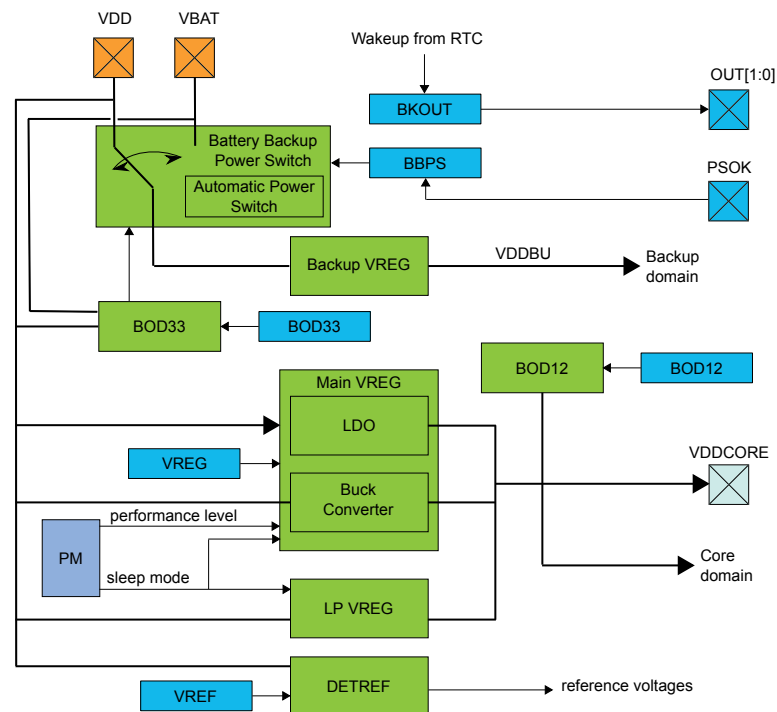 VDD
VBAT
Wakeup from RTC
OUT[1:0]
BKOUT
Battery Backup
Power Switch
BBPS
PSOK
Automatic Power
Switch
Backup VREG
VDDBU
Backup
domain
BOD33
BOD33
BOD12
BOD12
Main VREG
LDO
VREG
VDDCORE
Buck
Converter
performance level
PM
sleep mode
Core
domain
LP VREG
VREF
DETREF
reference voltages